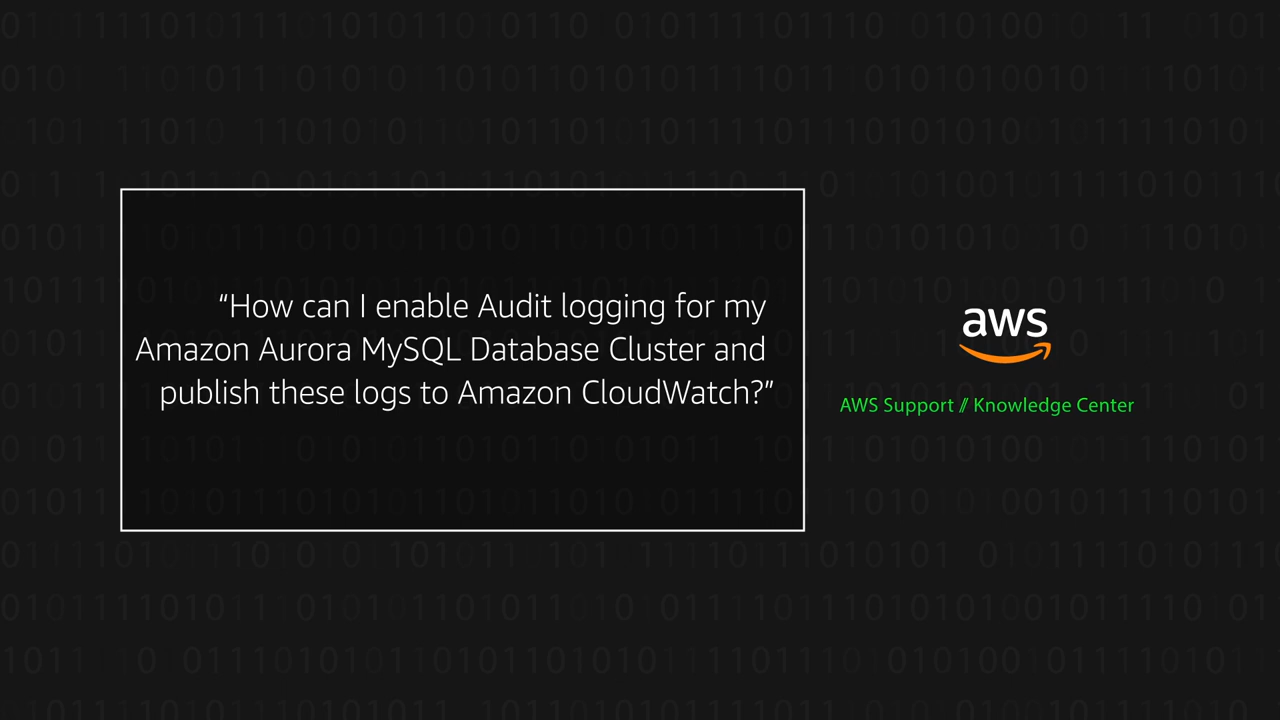 “How can I enable Audit logging for my
Amazon Aurora MySQL Database Cluster and
publish these logs to Amazon CloudWatch?”
aws
AWS Support // Knowledge Center